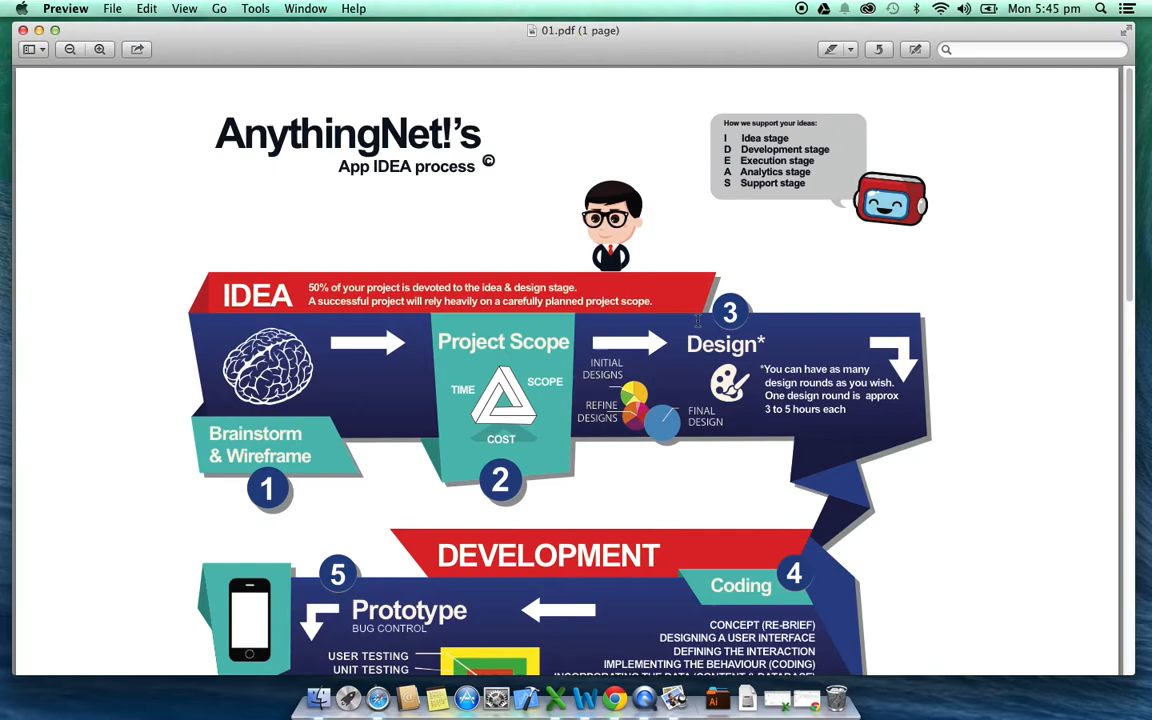 Preview File Edit View Go Tools Window Help
Mon 5:45 pm
01.pdf (1 page)
AnythingNet!'s
App IDEA process ©
How we support your ideas:
I Idea stage
D Development stage
E Execution stage
A Analytics stage
S Support stage
IDEA
50% of your project is devoted to the idea & design stage.
A successful project will rely heavily on a carefully planned project scope.
Brainstorm
& Wireframe
1
Project Scope
TIME
SCOPE
COST
2
3
Design*
INITIAL
DESIGNS
REFINE
DESIGNS
FINAL
DESIGN
*You can have as many
design rounds as you wish.
One design round is approx
3 to 5 hours each
DEVELOPMENT
4
Coding
CONCEPT (RE-BRIEF)
DESIGNING A USER INTERFACE
DEFINING THE INTERACTION
IMPLEMENTING THE BEHAVIOUR (CODING)
INCORPORATING THE DATA (CONTENT & DATABASE)
5
Prototype
BUG CONTROL
USER TESTING
UNIT TESTING
Ai